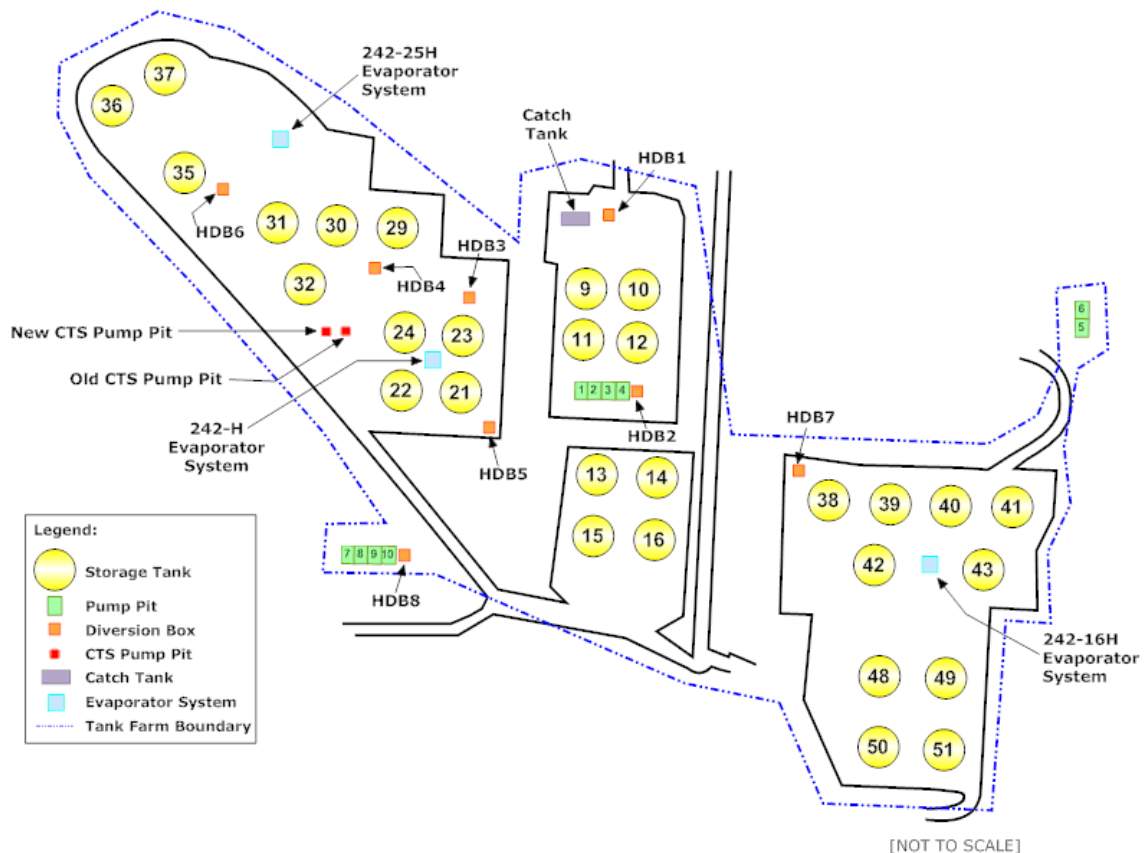 242-25H
Evaporator
System
37
36
Catch
Tank
HDB1
35
HDB6
31
30
29
HDB3
HDB4
32
9
10
6
5
New CTS Pump Pit
24
23
11
12
Old CTS Pump Pit
22
21
1 2 3 4
HDB2
242-H
Evaporator
System
HDB5
HDB7
13
14
38
39
40
41
15
16
42
43
7 8 9 10
HDB8
242-16H
Evaporator
System
48
49
50
51
Legend:
Storage Tank
Pump Pit
Diversion Box
CTS Pump Pit
Catch Tank
Evaporator System
Tank Farm Boundary
[NOT TO SCALE]